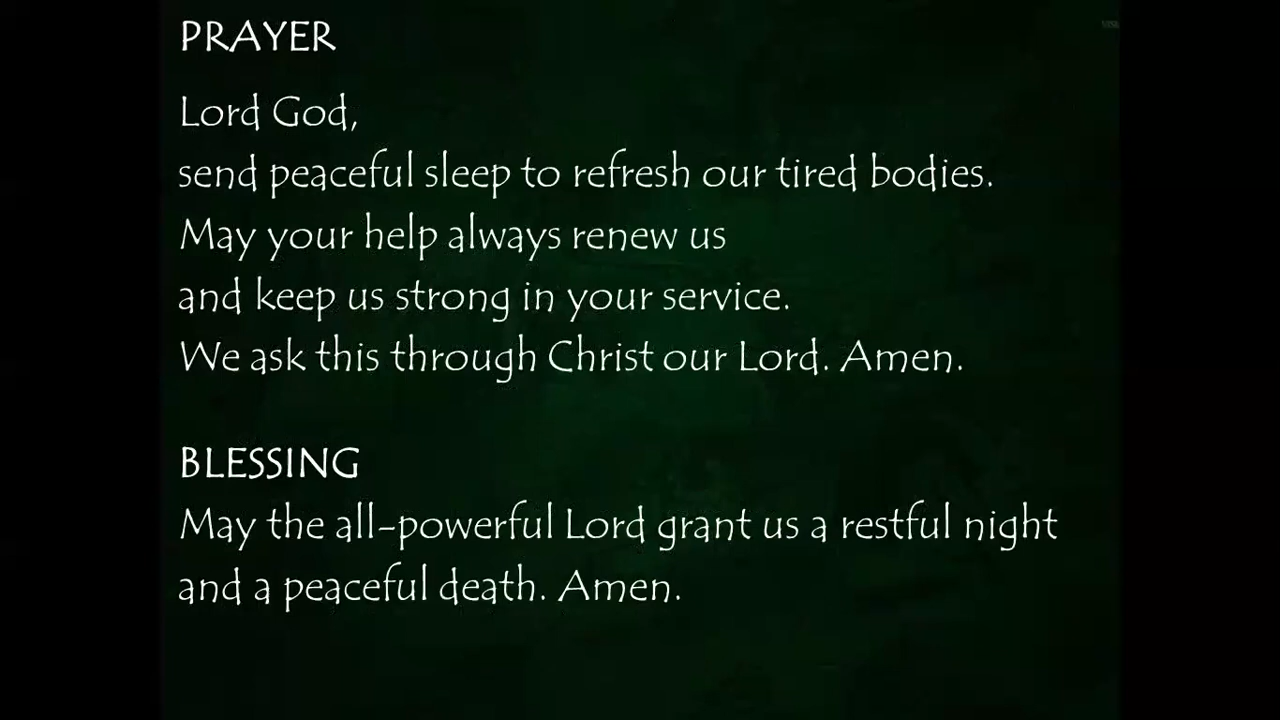 PRAYER
Lord God,
send peaceful sleep to refresh our tired bodies.
May your help always renew us
and keep us strong in your service.
We ask this through Christ our Lord. Amen.
BLESSING
May the all-powerful Lord grant us a restful night
and a peaceful death. Amen.